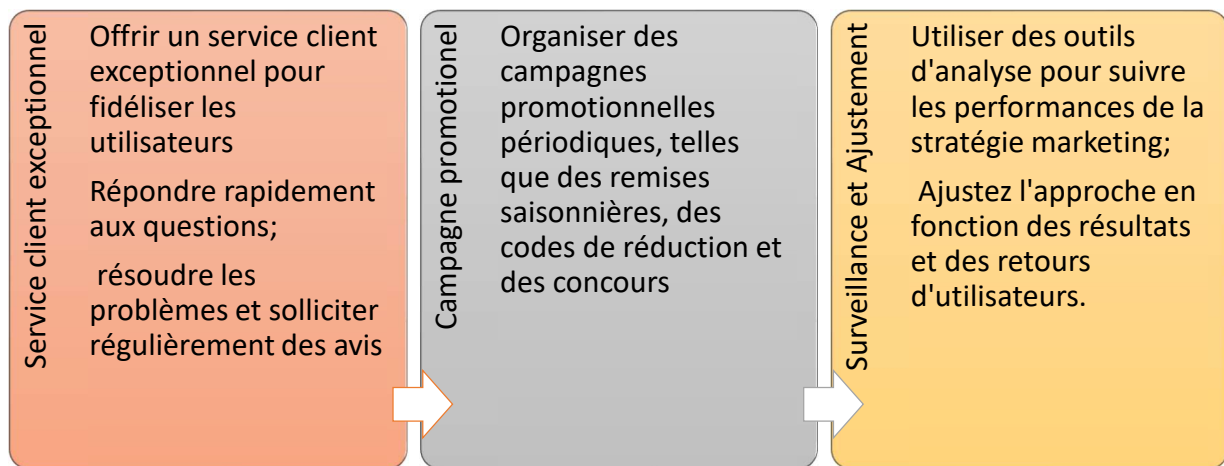 Service client exceptionnel
Offrir un service client
exceptionnel pour
fidéliser les
utilisateurs
Répondre rapidement
aux questions;
résoudre les
problèmes et solliciter
régulièrement des avis
Campagne promotionel
Organiser des
campagnes
promotionnelles
périodiques, telles
que des remises
saisonnières, des
codes de réduction et
des concours
Surveillance et Ajustement
Utiliser des outils
d'analyse pour suivre
les performances de la
stratégie marketing;
Ajustez l'approche en
fonction des résultats
et des retours
d'utilisateurs.